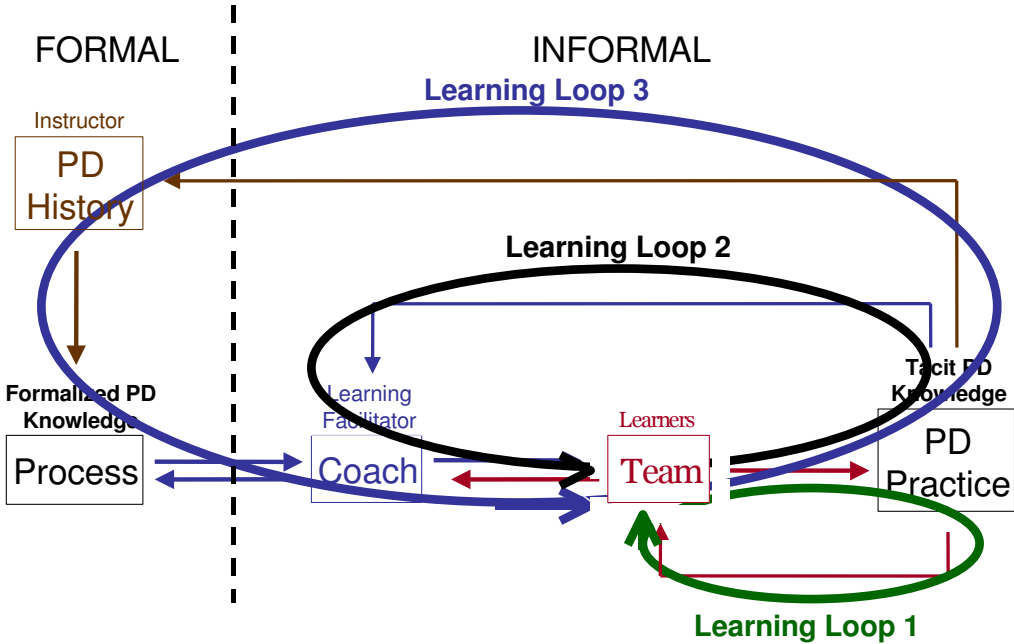 FORMAL
INFORMAL
Learning Loop 3
Instructor
PD
History
Learning Loop 2
Formalized PD
Knowledge
Process
Learning
Facilitator
Coach
Learners
Team
Tacit PD
Knowledge
PD
Practice
Learning Loop 1